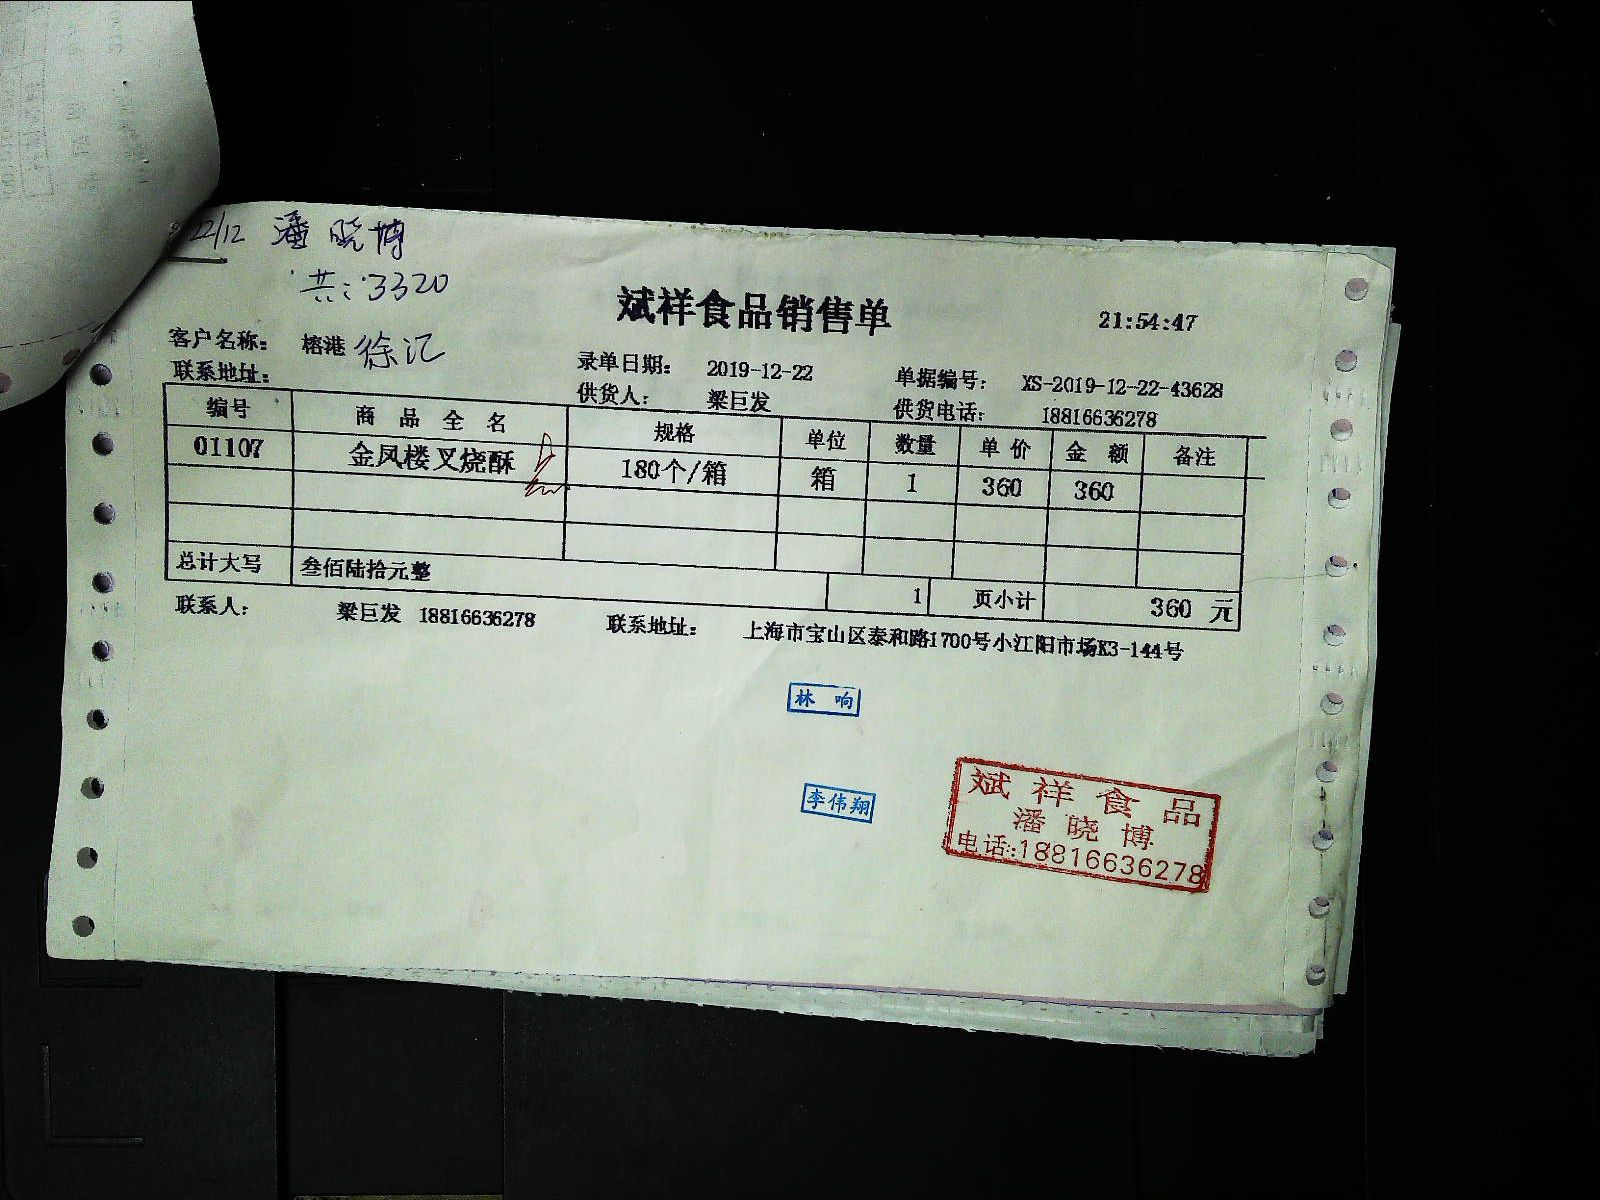 22/12 潘晓博
共:3320
斌祥食品销售单
21:54:47
客户名称: 榕港 徐记
录单日期: 2019-12-22
单据编号: XS-2019-12-22-43628
联系地址:
供货人: 梁巨发
供货电话: 18816636278
编号 商品全名 规格 单位 数量 单价 金额 备注
01107 金凤楼叉烧酥 180个/箱 箱 1 360 360
总计大写 叁佰陆拾元整 1 页小计 360 元
联系人: 梁巨发 18816636278 联系地址: 上海市宝山区泰和路1700号小江阳市场K3-144号
林响
李伟翔
斌祥食品
潘晓博
电话:18816636278